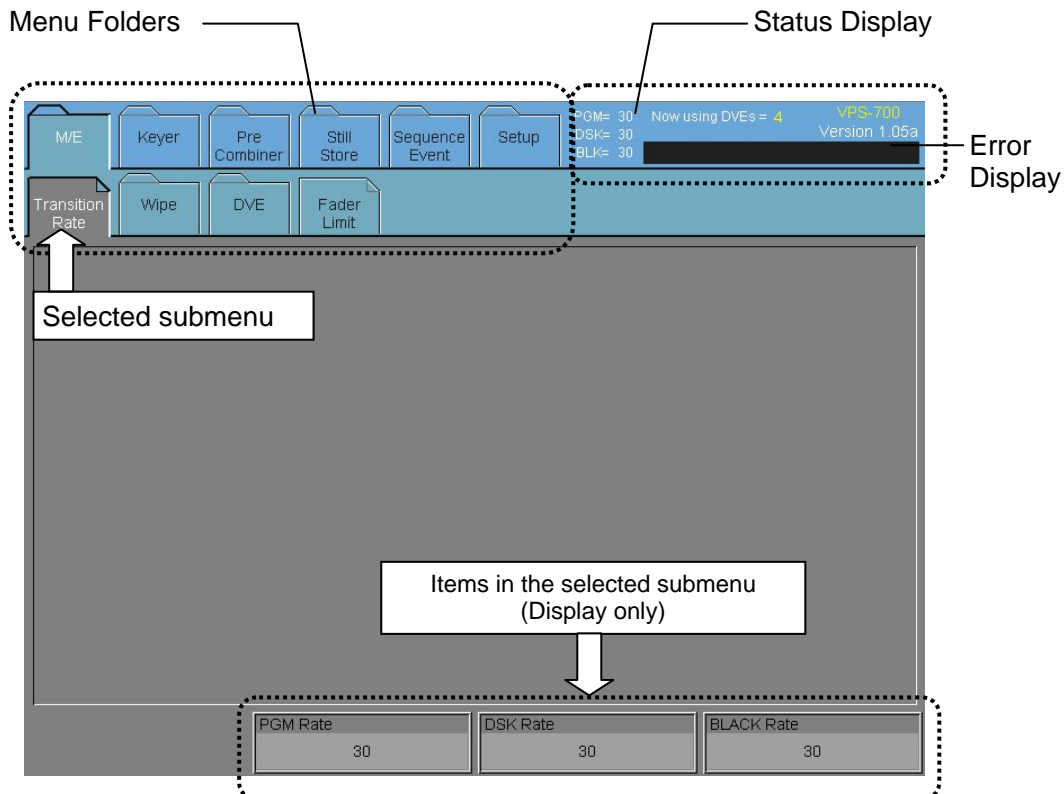 Menu Folders
Status Display
M/E
Keyer
Pre
Combiner
Still
Store
Sequence
Event
Setup
PGM= 30
DSK= 30
BLK= 30
Now using DVEs = 4
VPS-700
Version 1.05a
Error
Display
Transition
Rate
Wipe
DVE
Fader
Limit
Selected submenu
Items in the selected submenu
(Display only)
PGM Rate
30
DSK Rate
30
BLACK Rate
30